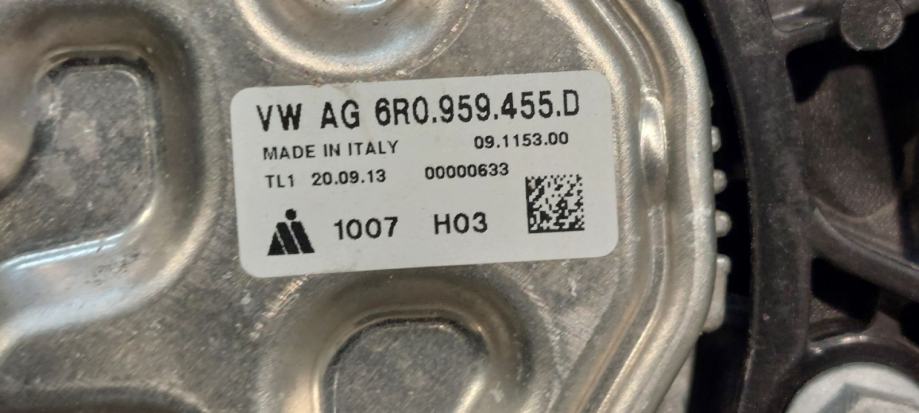 VW AG 6R0.959.455.D
MADE IN ITALY 09.1153.00
TL1 20.09.13 00000633
1007 H03